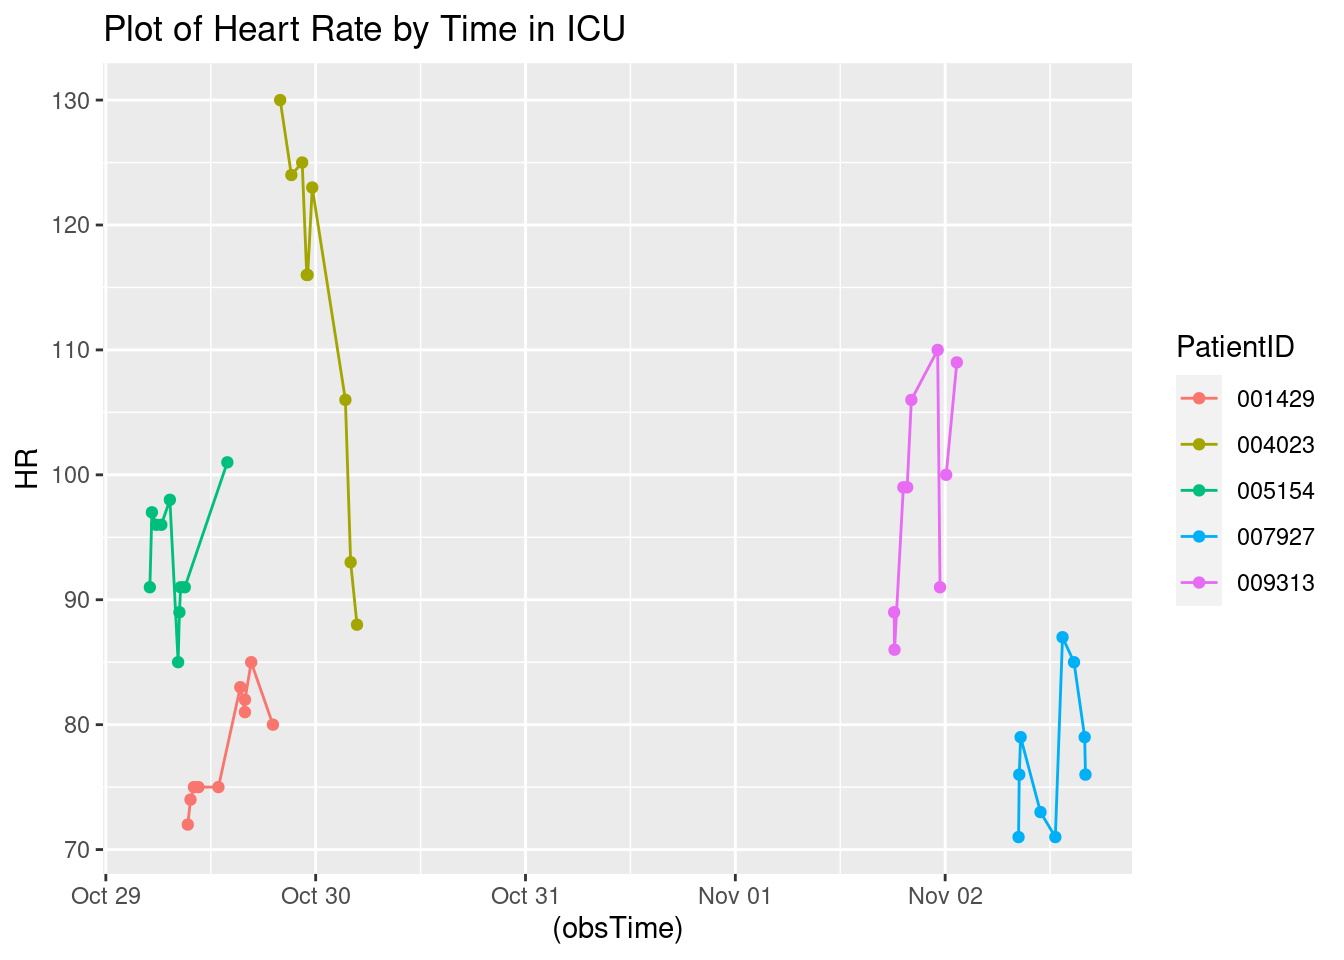 Plot of Heart Rate by Time in ICU
130
120
110
100
90
80
70
HR
Oct 29
Oct 30
Oct 31
Nov 01
Nov 02
(obsTime)
PatientID
001429
004023
005154
007927
009313